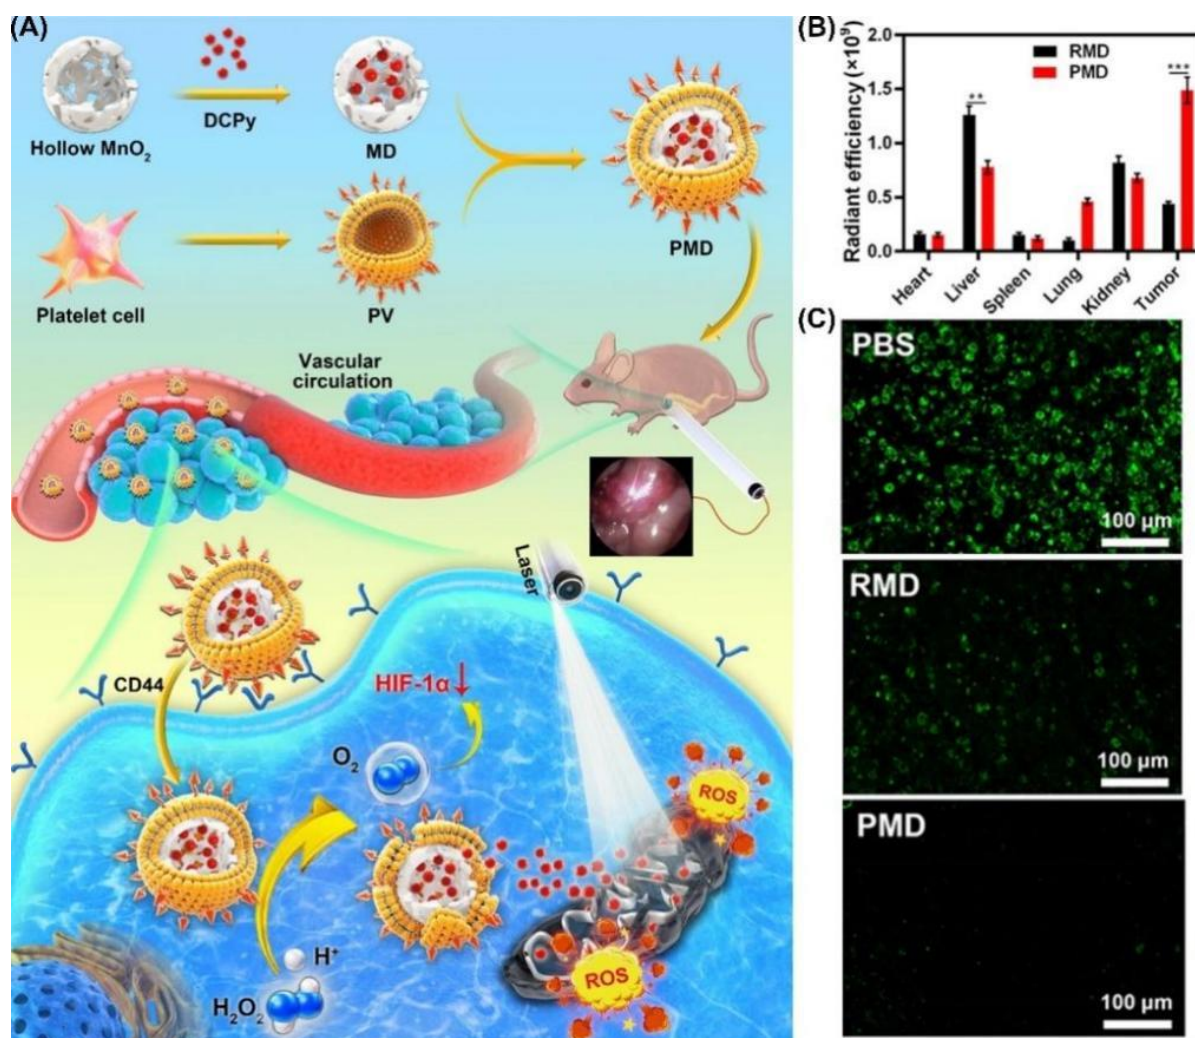 (A)
DCPy
Hollow MnO₂
MD
PMD
Platelet cell
PV
Vascular
circulation
Laser
CD44
HIF-1α↓
O₂
ROS
H⁺
H₂O₂
ROS
(B)
Radiant efficiency (×10⁹)
2.0
1.5
1.0
0.5
0.0
RMD
PMD
**
***
Heart
Liver
Spleen
Lung
Kidney
Tumor
(C)
PBS
100 µm
RMD
100 µm
PMD
100 µm